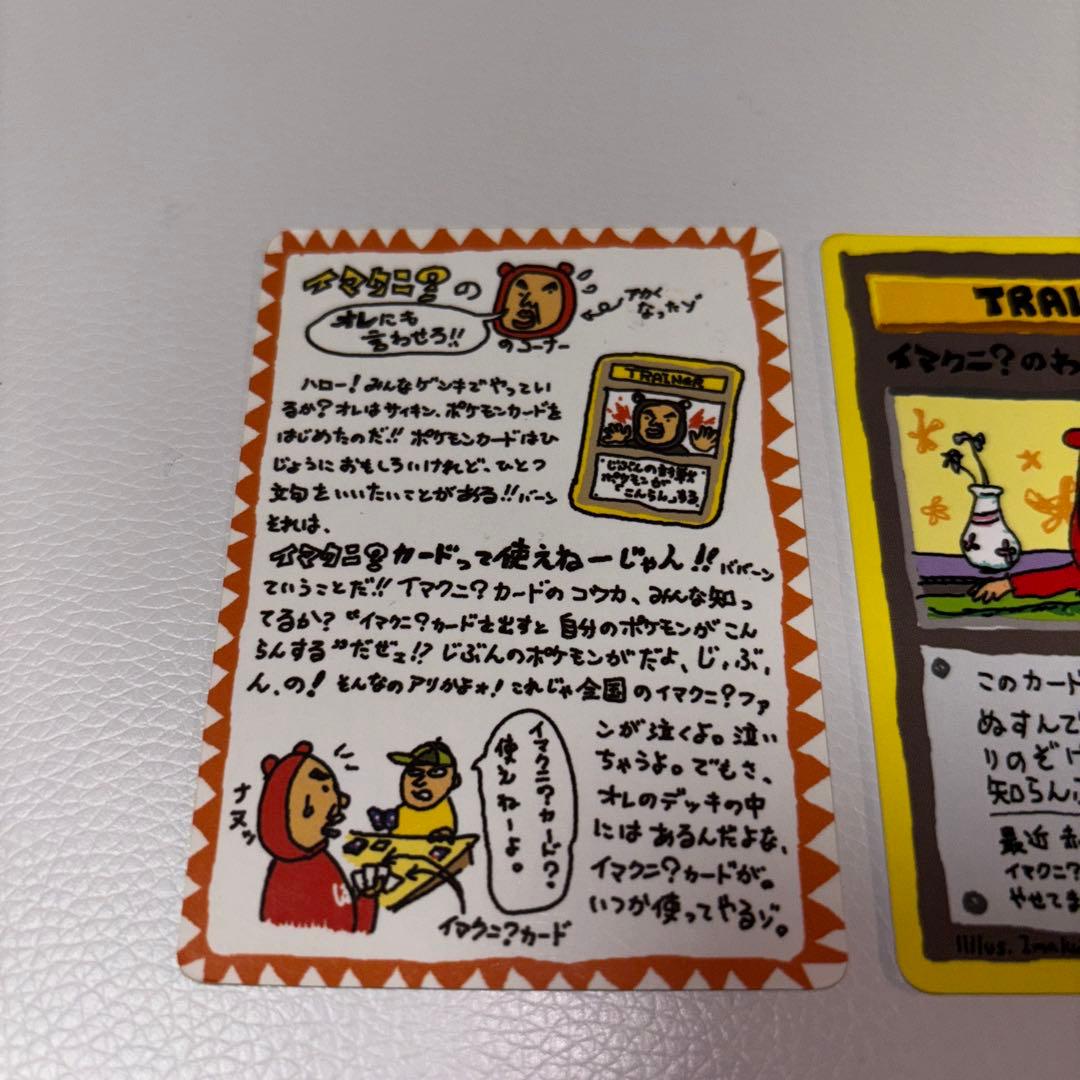 イマクニ?の
オレにも
言わせろ!!
のコーナー
アカく
なったゾ
ハロー!みんなゲンキでやってい
るか?オレはサイキン、ポケモンカードを
はじめたのだ!!ポケモンカードはひ
じょうにおもしろいけれど、ひとつ
文句をいいたいことがある!!バーン
それは、
TRAINER
じぶんの対戦
ポケモンが
「こんらん」する。
イマクニ?カードって使えねーじゃん!!ババーン
ていうことだ!!イマクニ?カードのコウカ、みんな知っ
てるか?“イマクニ?カードを出すと自分のポケモンがこん
らんする”だぜェ!?じぶんのポケモンがだよ、じ、ぶ、
ん、の!そんなのアリかよォ!これじゃ全国のイマクニ?ファ
ンが泣くよ。泣い
ちゃうよ。でもさ、
オレのデッキの中
にはあるんだよな、
イマクニ?カードが。
いつか使ってやるゾ。
ナヌッ
イマクニ?カード?
使えねーよ。
イマクニ?カード
TRAI
イマクニ?のわ
このカード
ぬすんで
りのぞ
知らん
最近
イマクニ?
やせてま
Illus.